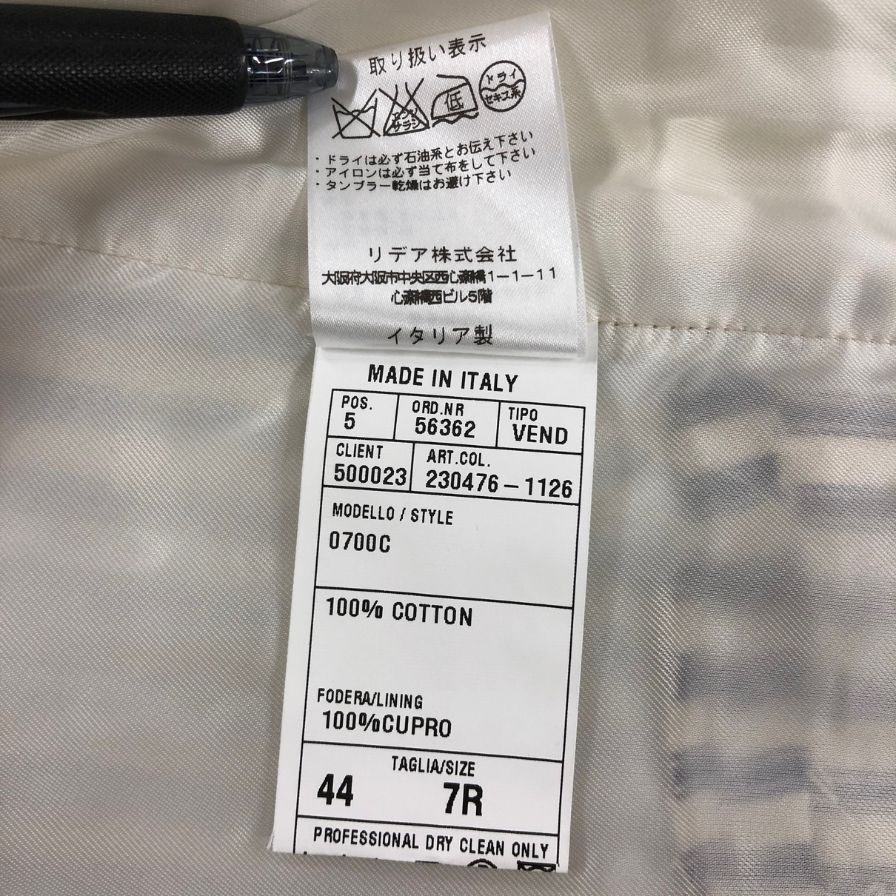 取り扱い表示
エンソ
サラシ
低
ドライ
セキユ系
・ドライは必ず石油系とお伝え下さい
・アイロンは必ず当て布をして下さい
・タンブラー乾燥はお避け下さい
リデア株式会社
大阪府大阪市中央区西心斎橋1-1-11
心斎橋西ビル5階
イタリア製
MADE IN ITALY
POS. ORD.NR TIPO
5 56362 VEND
CLIENT ART.COL.
500023 230476-1126
MODELLO / STYLE
0700C
100% COTTON
FODERA/LINING
100%CUPRO
TAGLIA/SIZE
44 7R
PROFESSIONAL DRY CLEAN ONLY